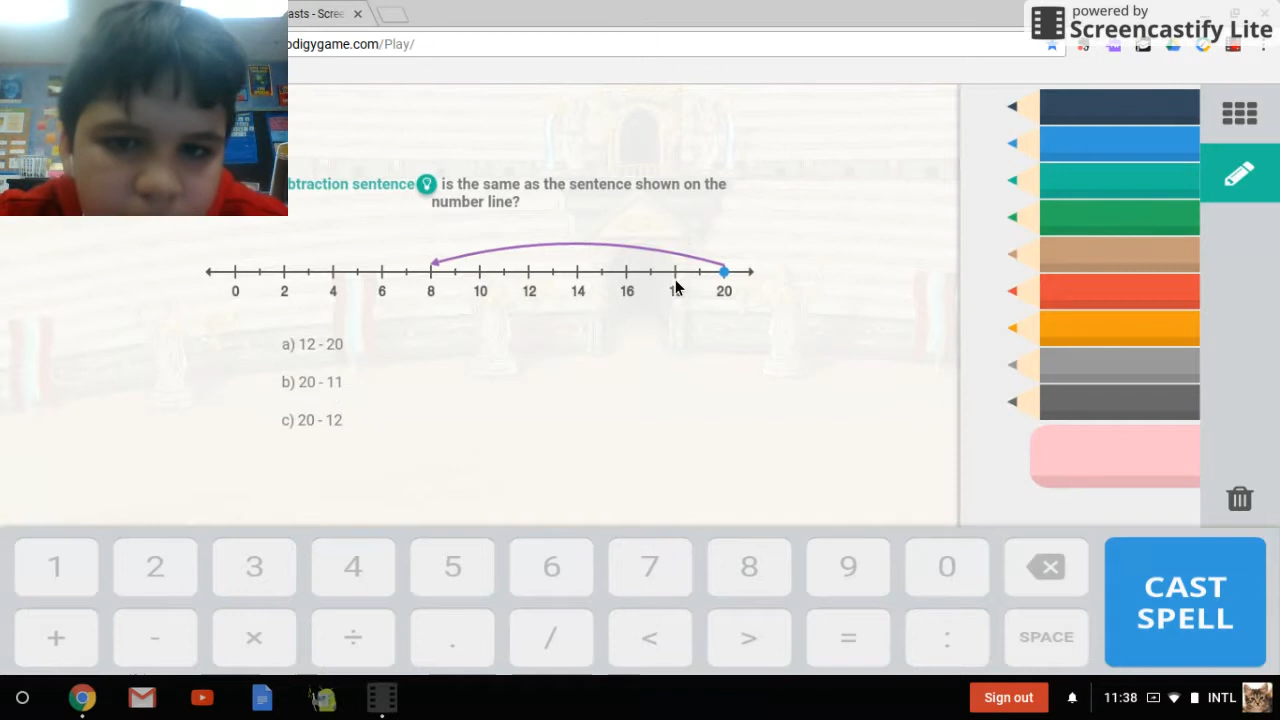 powered by
Screencastify Lite
asts - Scree
odigygame.com/Play/
btraction sentence is the same as the sentence shown on the
number line?
0 2 4 6 8 10 12 14 16 20
a) 12 - 20
b) 20 - 11
c) 20 - 12
1 2 3 4 5 6 7 8 9 0
CAST
SPELL
+ - × ÷ . / < > = : SPACE
Sign out
11:38
INTL